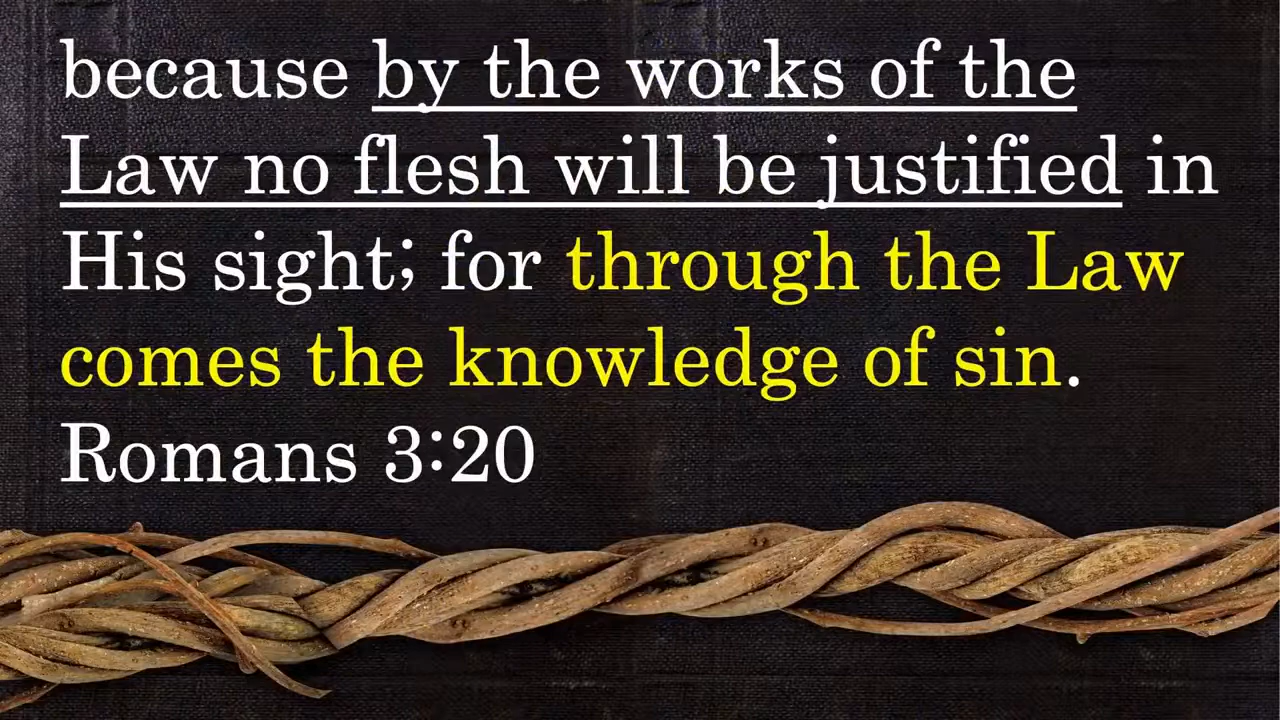 because by the works of the
Law no flesh will be justified in
His sight; for through the Law
comes the knowledge of sin.
Romans 3:20